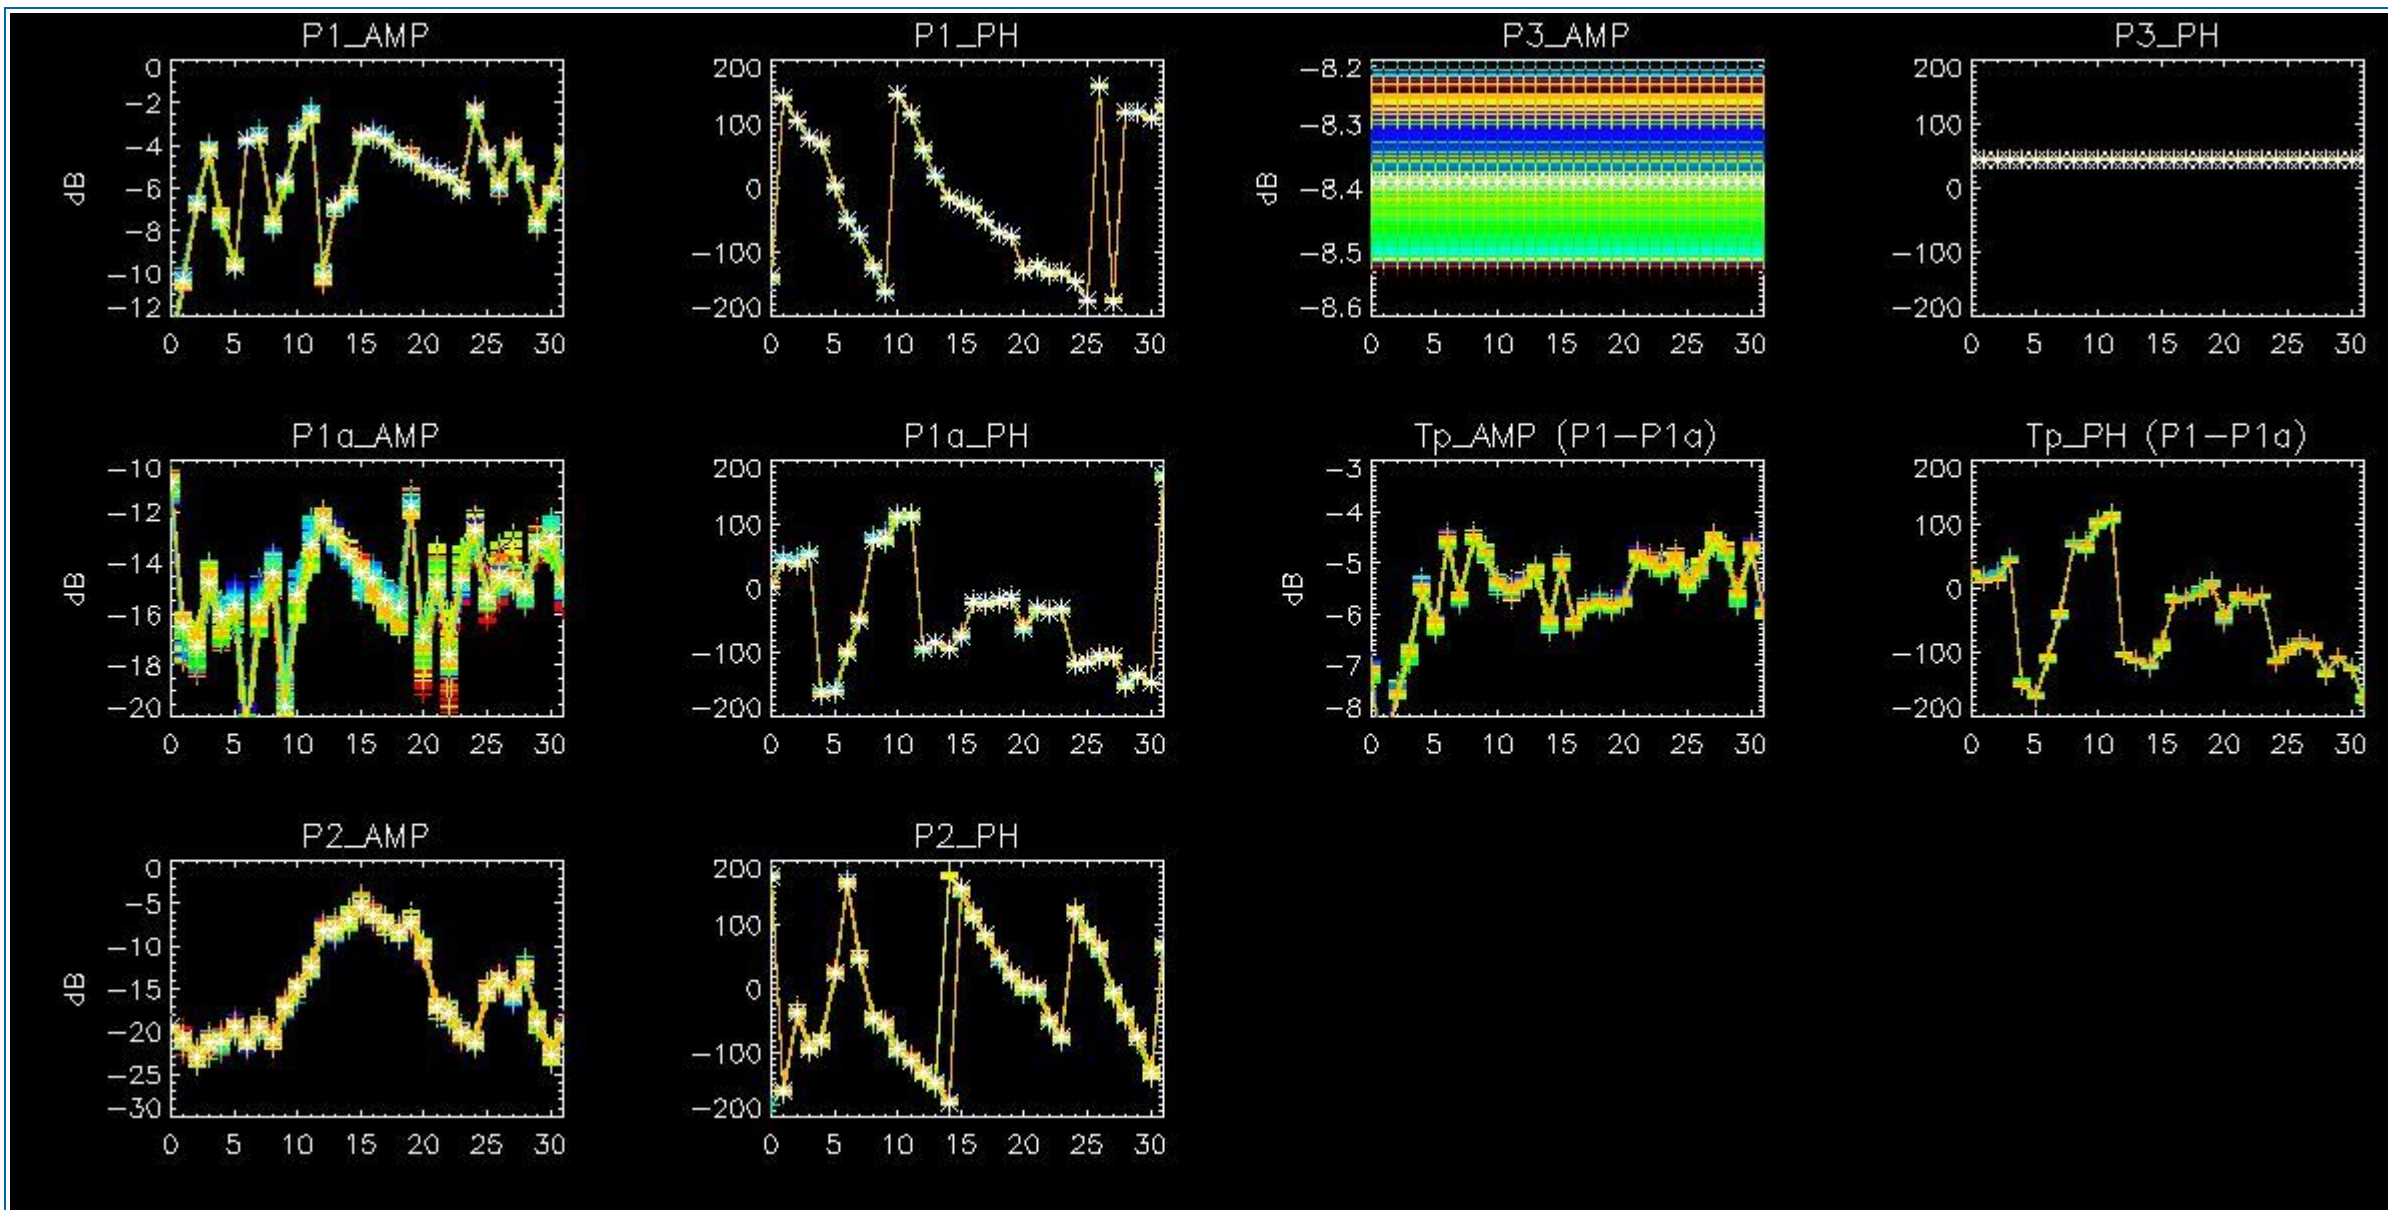 P1_AMP
0
−2
−4
−6
−8
−10
−12
dB
0 5 10 15 20 25 30
P1_PH
200
100
0
−100
−200
0 5 10 15 20 25 30
P3_AMP
−8.2
−8.3
−8.4
−8.5
−8.6
dB
0 5 10 15 20 25 30
P3_PH
200
100
0
−100
−200
0 5 10 15 20 25 30
P1a_AMP
−10
−12
−14
−16
−18
−20
dB
0 5 10 15 20 25 30
P1a_PH
200
100
0
−100
−200
0 5 10 15 20 25 30
Tp_AMP (P1−P1a)
−3
−4
−5
−6
−7
−8
dB
0 5 10 15 20 25 30
Tp_PH (P1−P1a)
200
100
0
−100
−200
0 5 10 15 20 25 30
P2_AMP
0
−5
−10
−15
−20
−25
−30
dB
0 5 10 15 20 25 30
P2_PH
200
100
0
−100
−200
0 5 10 15 20 25 30